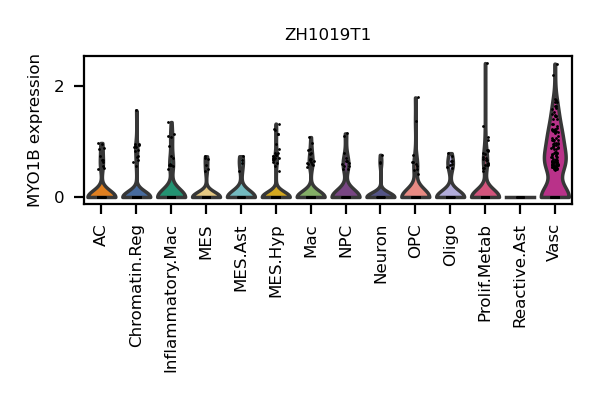 ZH1019T1
MYO1B expression
2
0
AC
Chromatin.Reg
Inflammatory.Mac
MES
MES.Ast
MES.Hyp
Mac
NPC
Neuron
OPC
Oligo
Prolif.Metab
Reactive.Ast
Vasc